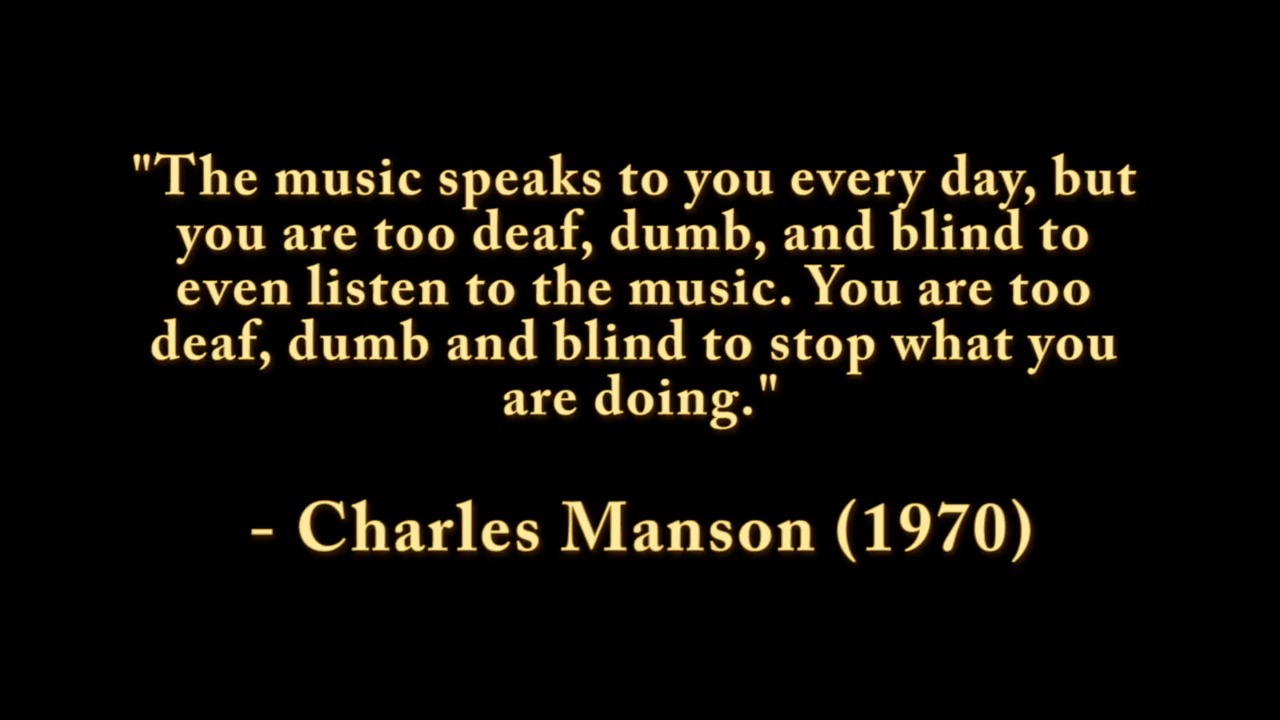 "The music speaks to you every day, but
you are too deaf, dumb, and blind to
even listen to the music. You are too
deaf, dumb and blind to stop what you
are doing."
- Charles Manson (1970)